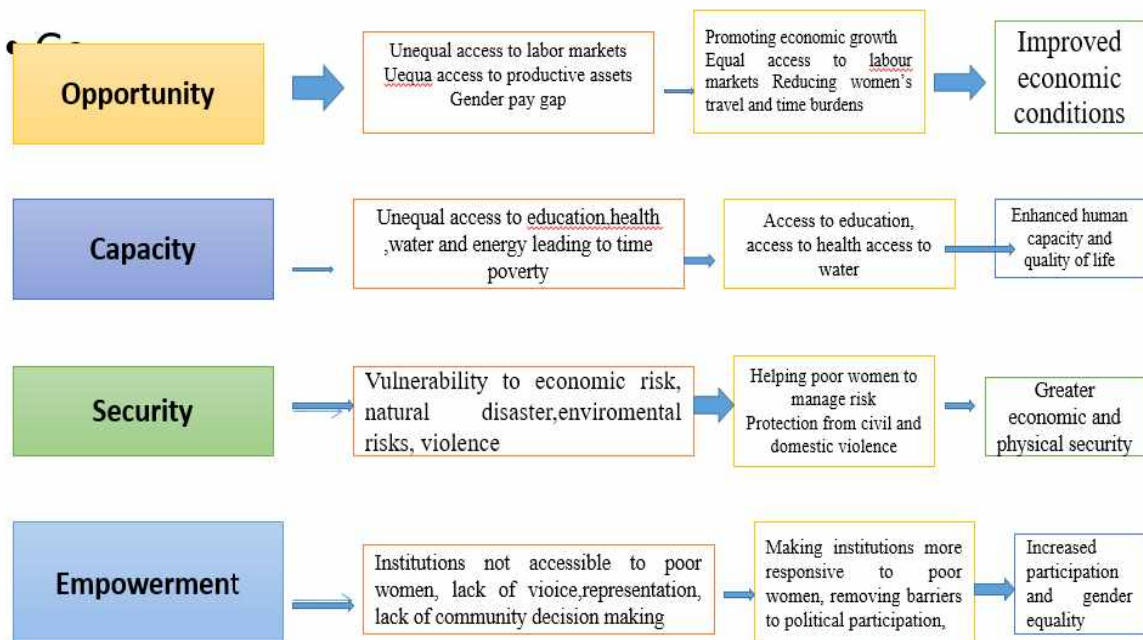 Opportunity
Unequal access to labor markets
Uequa access to productive assets
Gender pay gap
Promoting economic growth
Equal access to labour
markets Reducing women's
travel and time burdens
Improved
economic
conditions
Capacity
Unequal access to education,health
,water and energy leading to time
poverty
Access to education,
access to health access to
water
Enhanced human
capacity and
quality of life
Security
Vulnerability to economic risk,
natural disaster,enviromental
risks, violence
Helping poor women to
manage risk
Protection from civil and
domestic violence
Greater
economic and
physical security
Empowerment
Institutions not accessible to poor
women, lack of vioice,representation,
lack of community decision making
Making institutions more
responsive to poor
women, removing barriers
to political participation,
Increased
participation
and gender
equality